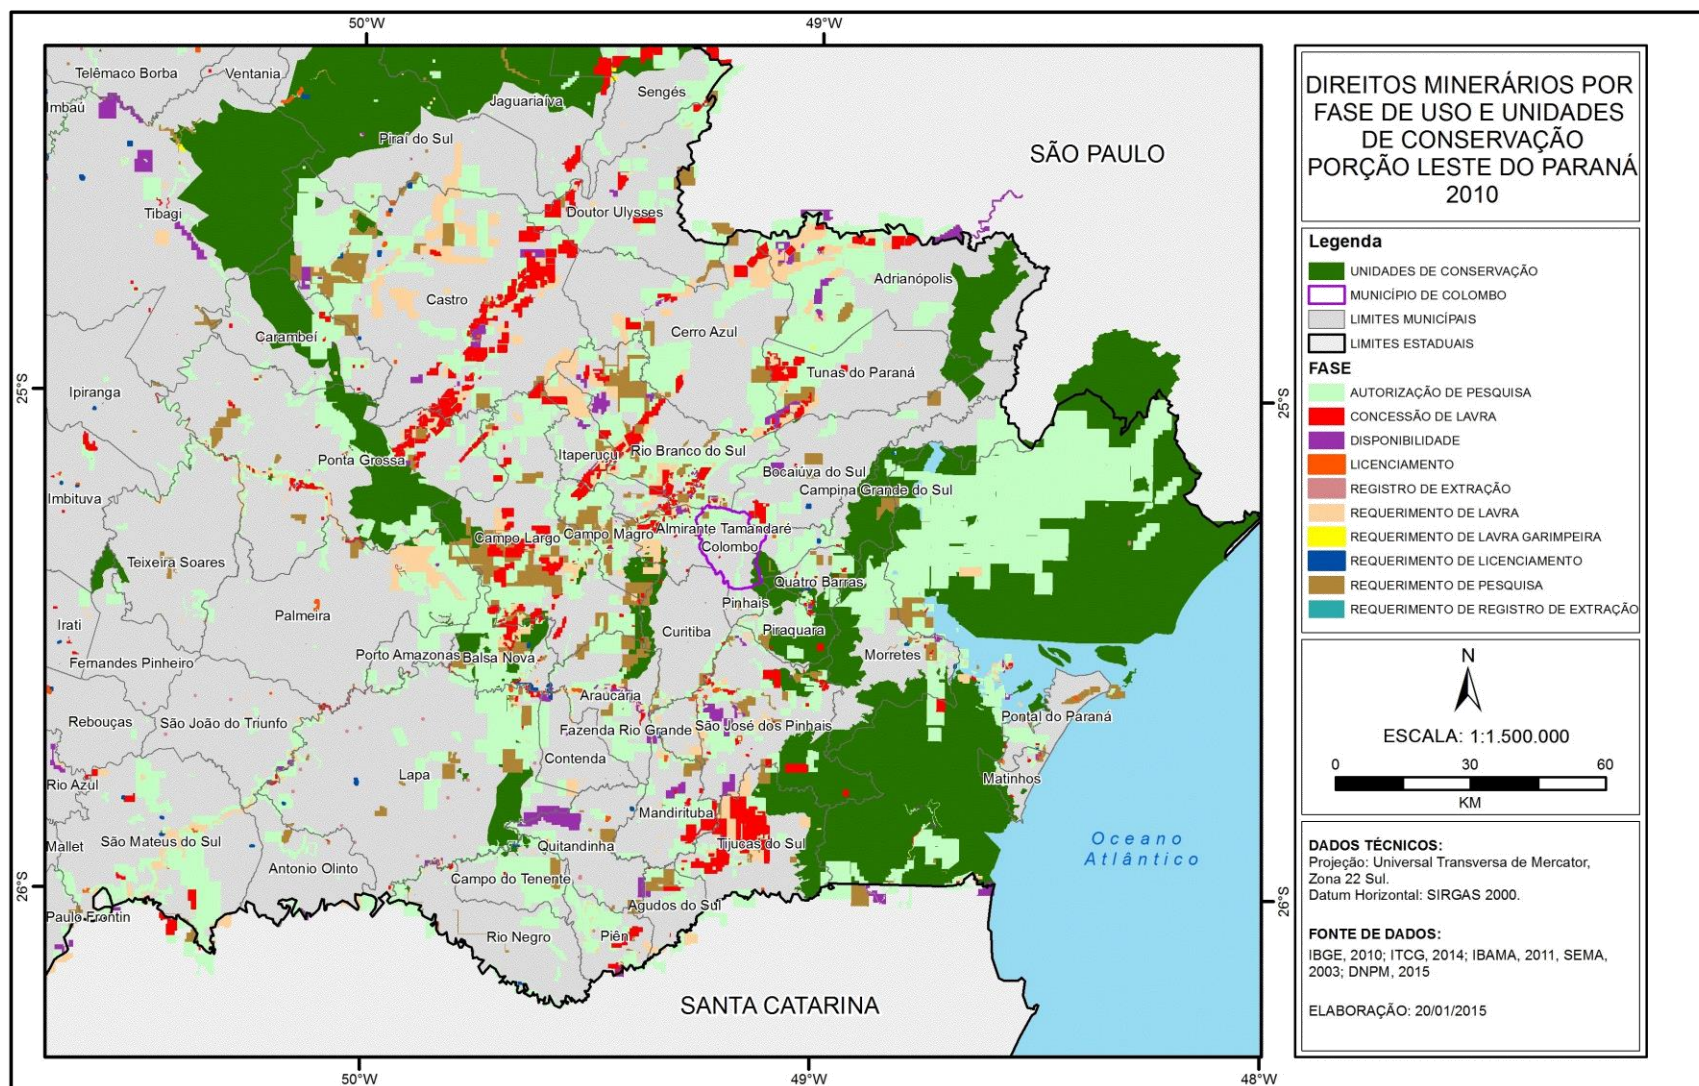 50°W
49°W
Telêmaco Borba
Ventania
Imbaú
Jaguariaíva
Sengés
Piraí do Sul
SÃO PAULO
Tibagi
Doutor Ulysses
Adrianópolis
Castro
Cerro Azul
Carambeí
Tunas do Paraná
25°S
25°S
Ipiranga
Ponta Grossa
Itaperuçu
Rio Branco do Sul
Bocaiúva do Sul
Campina Grande do Sul
Imbituva
Almirante Tamandaré
Campo Largo
Campo Magro
Colombo
Teixeira Soares
Quatro Barras
Pinhais
Palmeira
Piraquara
Irati
Curitiba
Fernandes Pinheiro
Porto Amazonas
Balsa Nova
Morretes
Araucária
Rebouças
São João do Triunfo
Fazenda Rio Grande
São José dos Pinhais
Pontal do Paraná
Contenda
Lapa
Matinhos
Rio Azul
Mandirituba
São Mateus do Sul
Tijucas do Sul
Mallet
Quitandinha
Antonio Olinto
Campo do Tenente
26°S
26°S
Agudos do Sul
Paulo Frontin
Rio Negro
Piên
SANTA CATARINA
Oceano
Atlântico
50°W
49°W
48°W
DIREITOS MINERÁRIOS POR
FASE DE USO E UNIDADES
DE CONSERVAÇÃO
PORÇÃO LESTE DO PARANÁ
2010
Legenda
UNIDADES DE CONSERVAÇÃO
MUNICÍPIO DE COLOMBO
LIMITES MUNICÍPAIS
LIMITES ESTADUAIS
FASE
AUTORIZAÇÃO DE PESQUISA
CONCESSÃO DE LAVRA
DISPONIBILIDADE
LICENCIAMENTO
REGISTRO DE EXTRAÇÃO
REQUERIMENTO DE LAVRA
REQUERIMENTO DE LAVRA GARIMPEIRA
REQUERIMENTO DE LICENCIAMENTO
REQUERIMENTO DE PESQUISA
REQUERIMENTO DE REGISTRO DE EXTRAÇÃO
N
ESCALA: 1:1.500.000
0 30 60
KM
DADOS TÉCNICOS:
Projeção: Universal Transversa de Mercator,
Zona 22 Sul.
Datum Horizontal: SIRGAS 2000.
FONTE DE DADOS:
IBGE, 2010; ITCG, 2014; IBAMA, 2011, SEMA,
2003; DNPM, 2015
ELABORAÇÃO: 20/01/2015